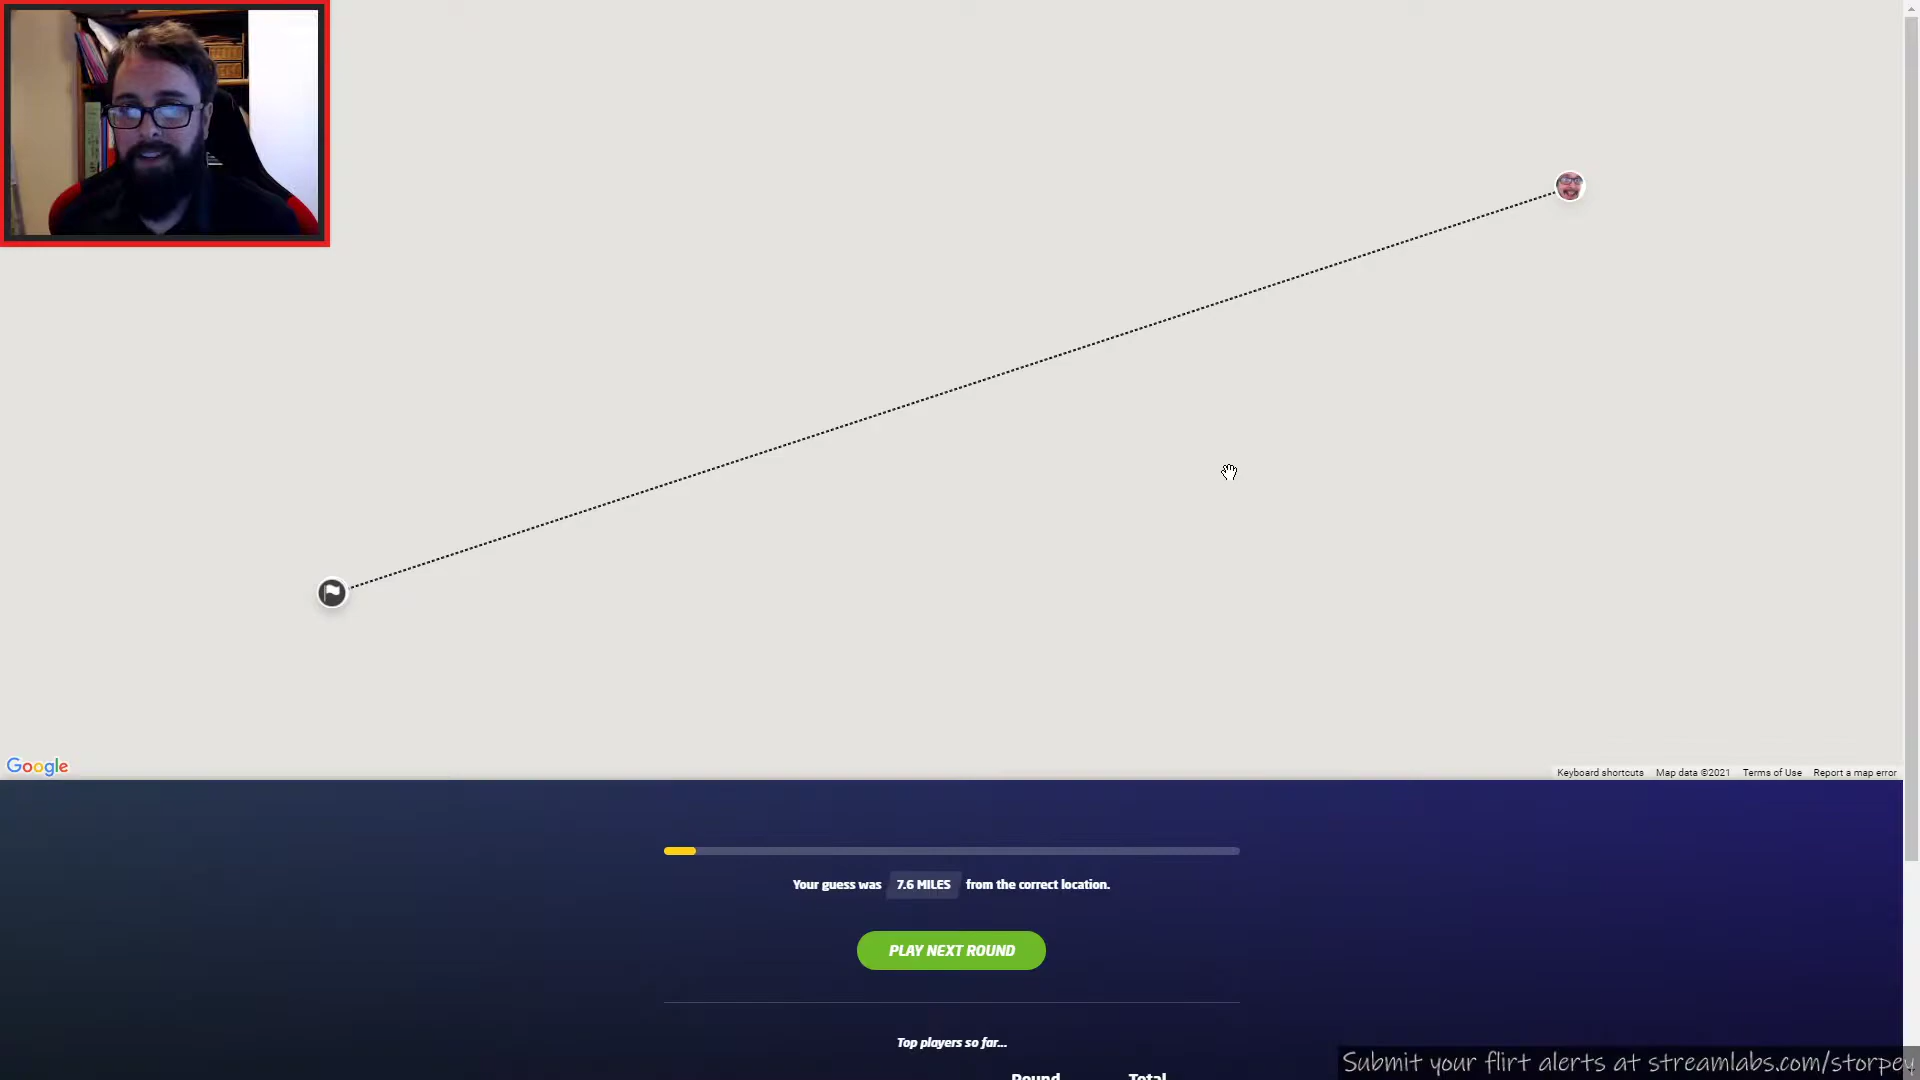 Google
Keyboard shortcuts
Map data ©2021
Terms of Use
Report a map error
Your guess was 7.6 MILES from the correct location.
PLAY NEXT ROUND
Top players so far...
Round
Total
Submit your flirt alerts at streamlabs.com/storpey